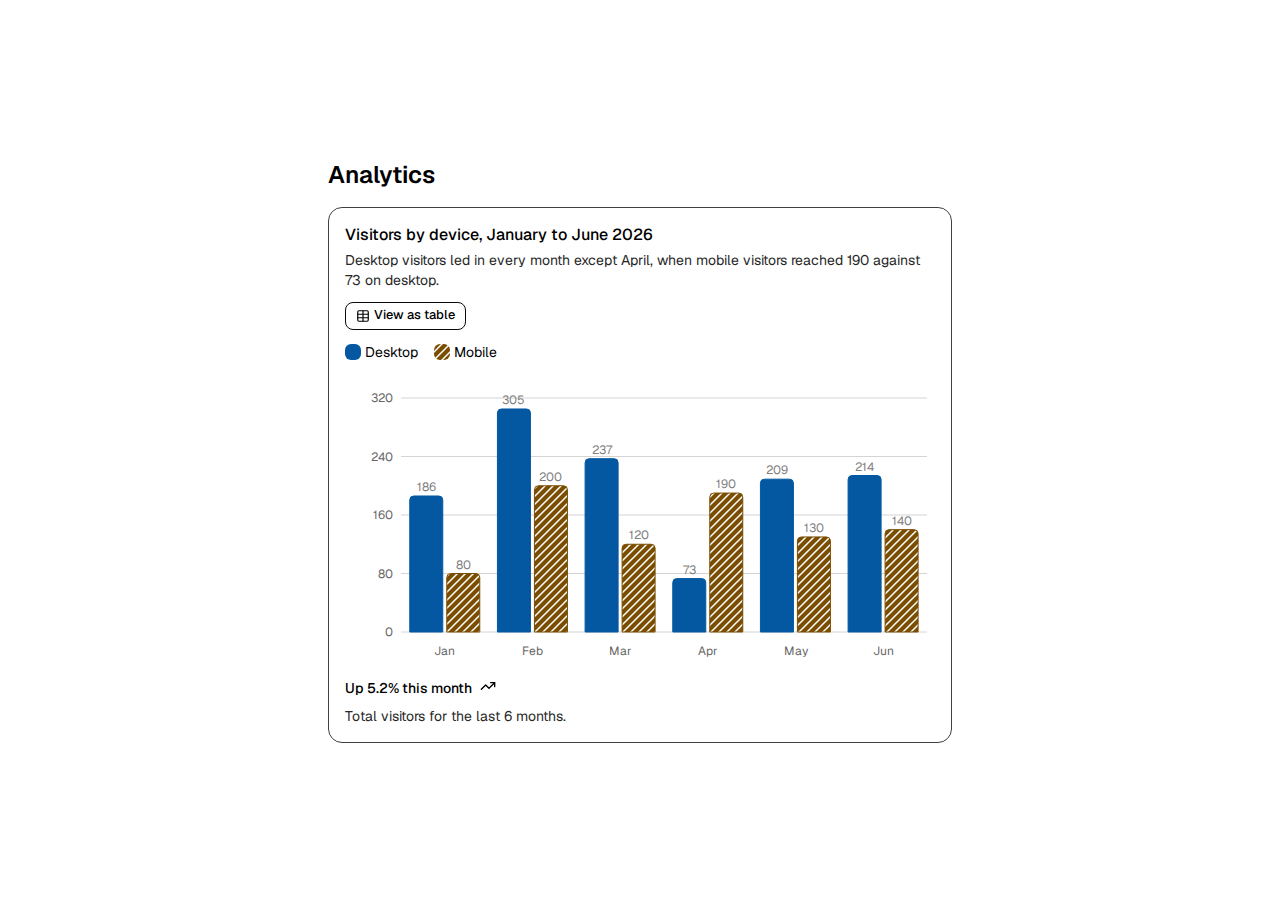 Analytics
Visitors by device, January to June 2026
Desktop visitors led in every month except April, when mobile visitors reached 190 against
73 on desktop.
View as table
Desktop Mobile
320
240
160
80
0
186
80
305
200
237
120
73
190
209
130
214
140
Jan Feb Mar Apr May Jun
Up 5.2% this month
Total visitors for the last 6 months.